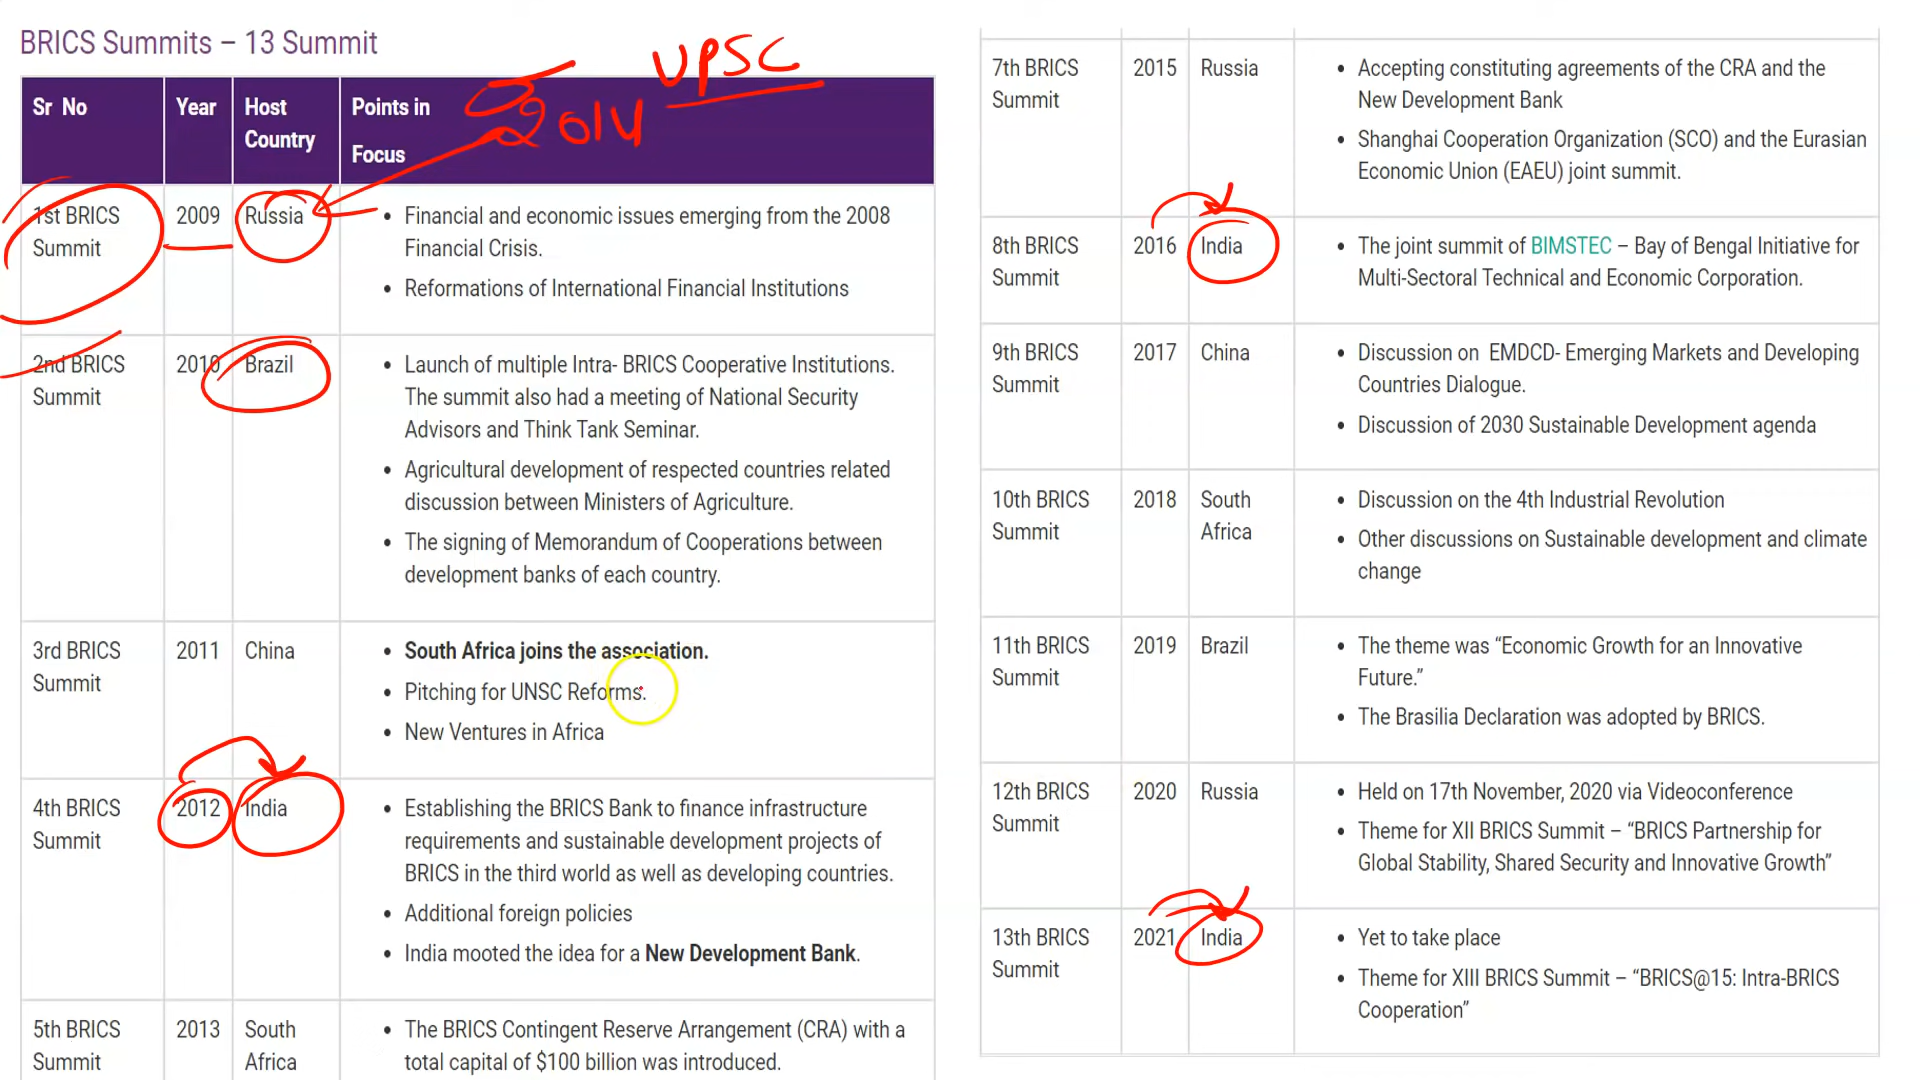 BRICS Summits – 13 Summit
UPSC
2014
Sr No Year Host Country Points in Focus
1st BRICS Summit 2009 Russia
• Financial and economic issues emerging from the 2008
Financial Crisis.
• Reformations of International Financial Institutions
2nd BRICS Summit 2010 Brazil
• Launch of multiple Intra- BRICS Cooperative Institutions.
The summit also had a meeting of National Security
Advisors and Think Tank Seminar.
• Agricultural development of respected countries related
discussion between Ministers of Agriculture.
• The signing of Memorandum of Cooperations between
development banks of each country.
3rd BRICS Summit 2011 China
• South Africa joins the association.
• Pitching for UNSC Reforms.
• New Ventures in Africa
4th BRICS Summit 2012 India
• Establishing the BRICS Bank to finance infrastructure
requirements and sustainable development projects of
BRICS in the third world as well as developing countries.
• Additional foreign policies
• India mooted the idea for a New Development Bank.
5th BRICS Summit 2013 South Africa
• The BRICS Contingent Reserve Arrangement (CRA) with a
total capital of $100 billion was introduced.
7th BRICS Summit 2015 Russia
• Accepting constituting agreements of the CRA and the
New Development Bank
• Shanghai Cooperation Organization (SCO) and the Eurasian
Economic Union (EAEU) joint summit.
8th BRICS Summit 2016 India
• The joint summit of BIMSTEC – Bay of Bengal Initiative for
Multi-Sectoral Technical and Economic Corporation.
9th BRICS Summit 2017 China
• Discussion on EMDCD- Emerging Markets and Developing
Countries Dialogue.
• Discussion of 2030 Sustainable Development agenda
10th BRICS Summit 2018 South Africa
• Discussion on the 4th Industrial Revolution
• Other discussions on Sustainable development and climate
change
11th BRICS Summit 2019 Brazil
• The theme was “Economic Growth for an Innovative
Future.”
• The Brasilia Declaration was adopted by BRICS.
12th BRICS Summit 2020 Russia
• Held on 17th November, 2020 via Videoconference
• Theme for XII BRICS Summit – “BRICS Partnership for
Global Stability, Shared Security and Innovative Growth”
13th BRICS Summit 2021 India
• Yet to take place
• Theme for XIII BRICS Summit – “BRICS@15: Intra-BRICS
Cooperation”